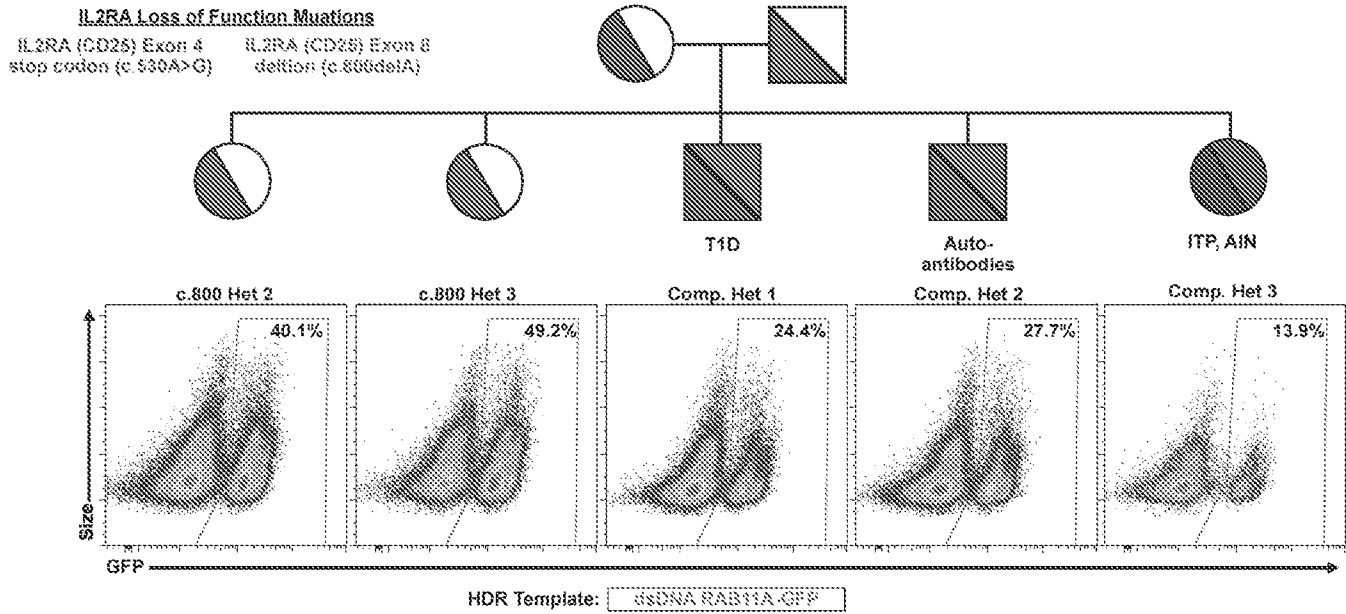 IL2RA Loss of Function Muations
IL2RA (CD25) Exon 4
stop codon (c.530A>G)
IL2RA (CD25) Exon 8
deltion (c.800delA)
T1D
Auto-
antibodies
ITP, AIN
c.800 Het 2
c.800 Het 3
Comp. Het 1
Comp. Het 2
Comp. Het 3
40.1%
49.2%
24.4%
27.7%
13.9%
Size
GFP
HDR Template:
dsDNA RAB11A-GFP